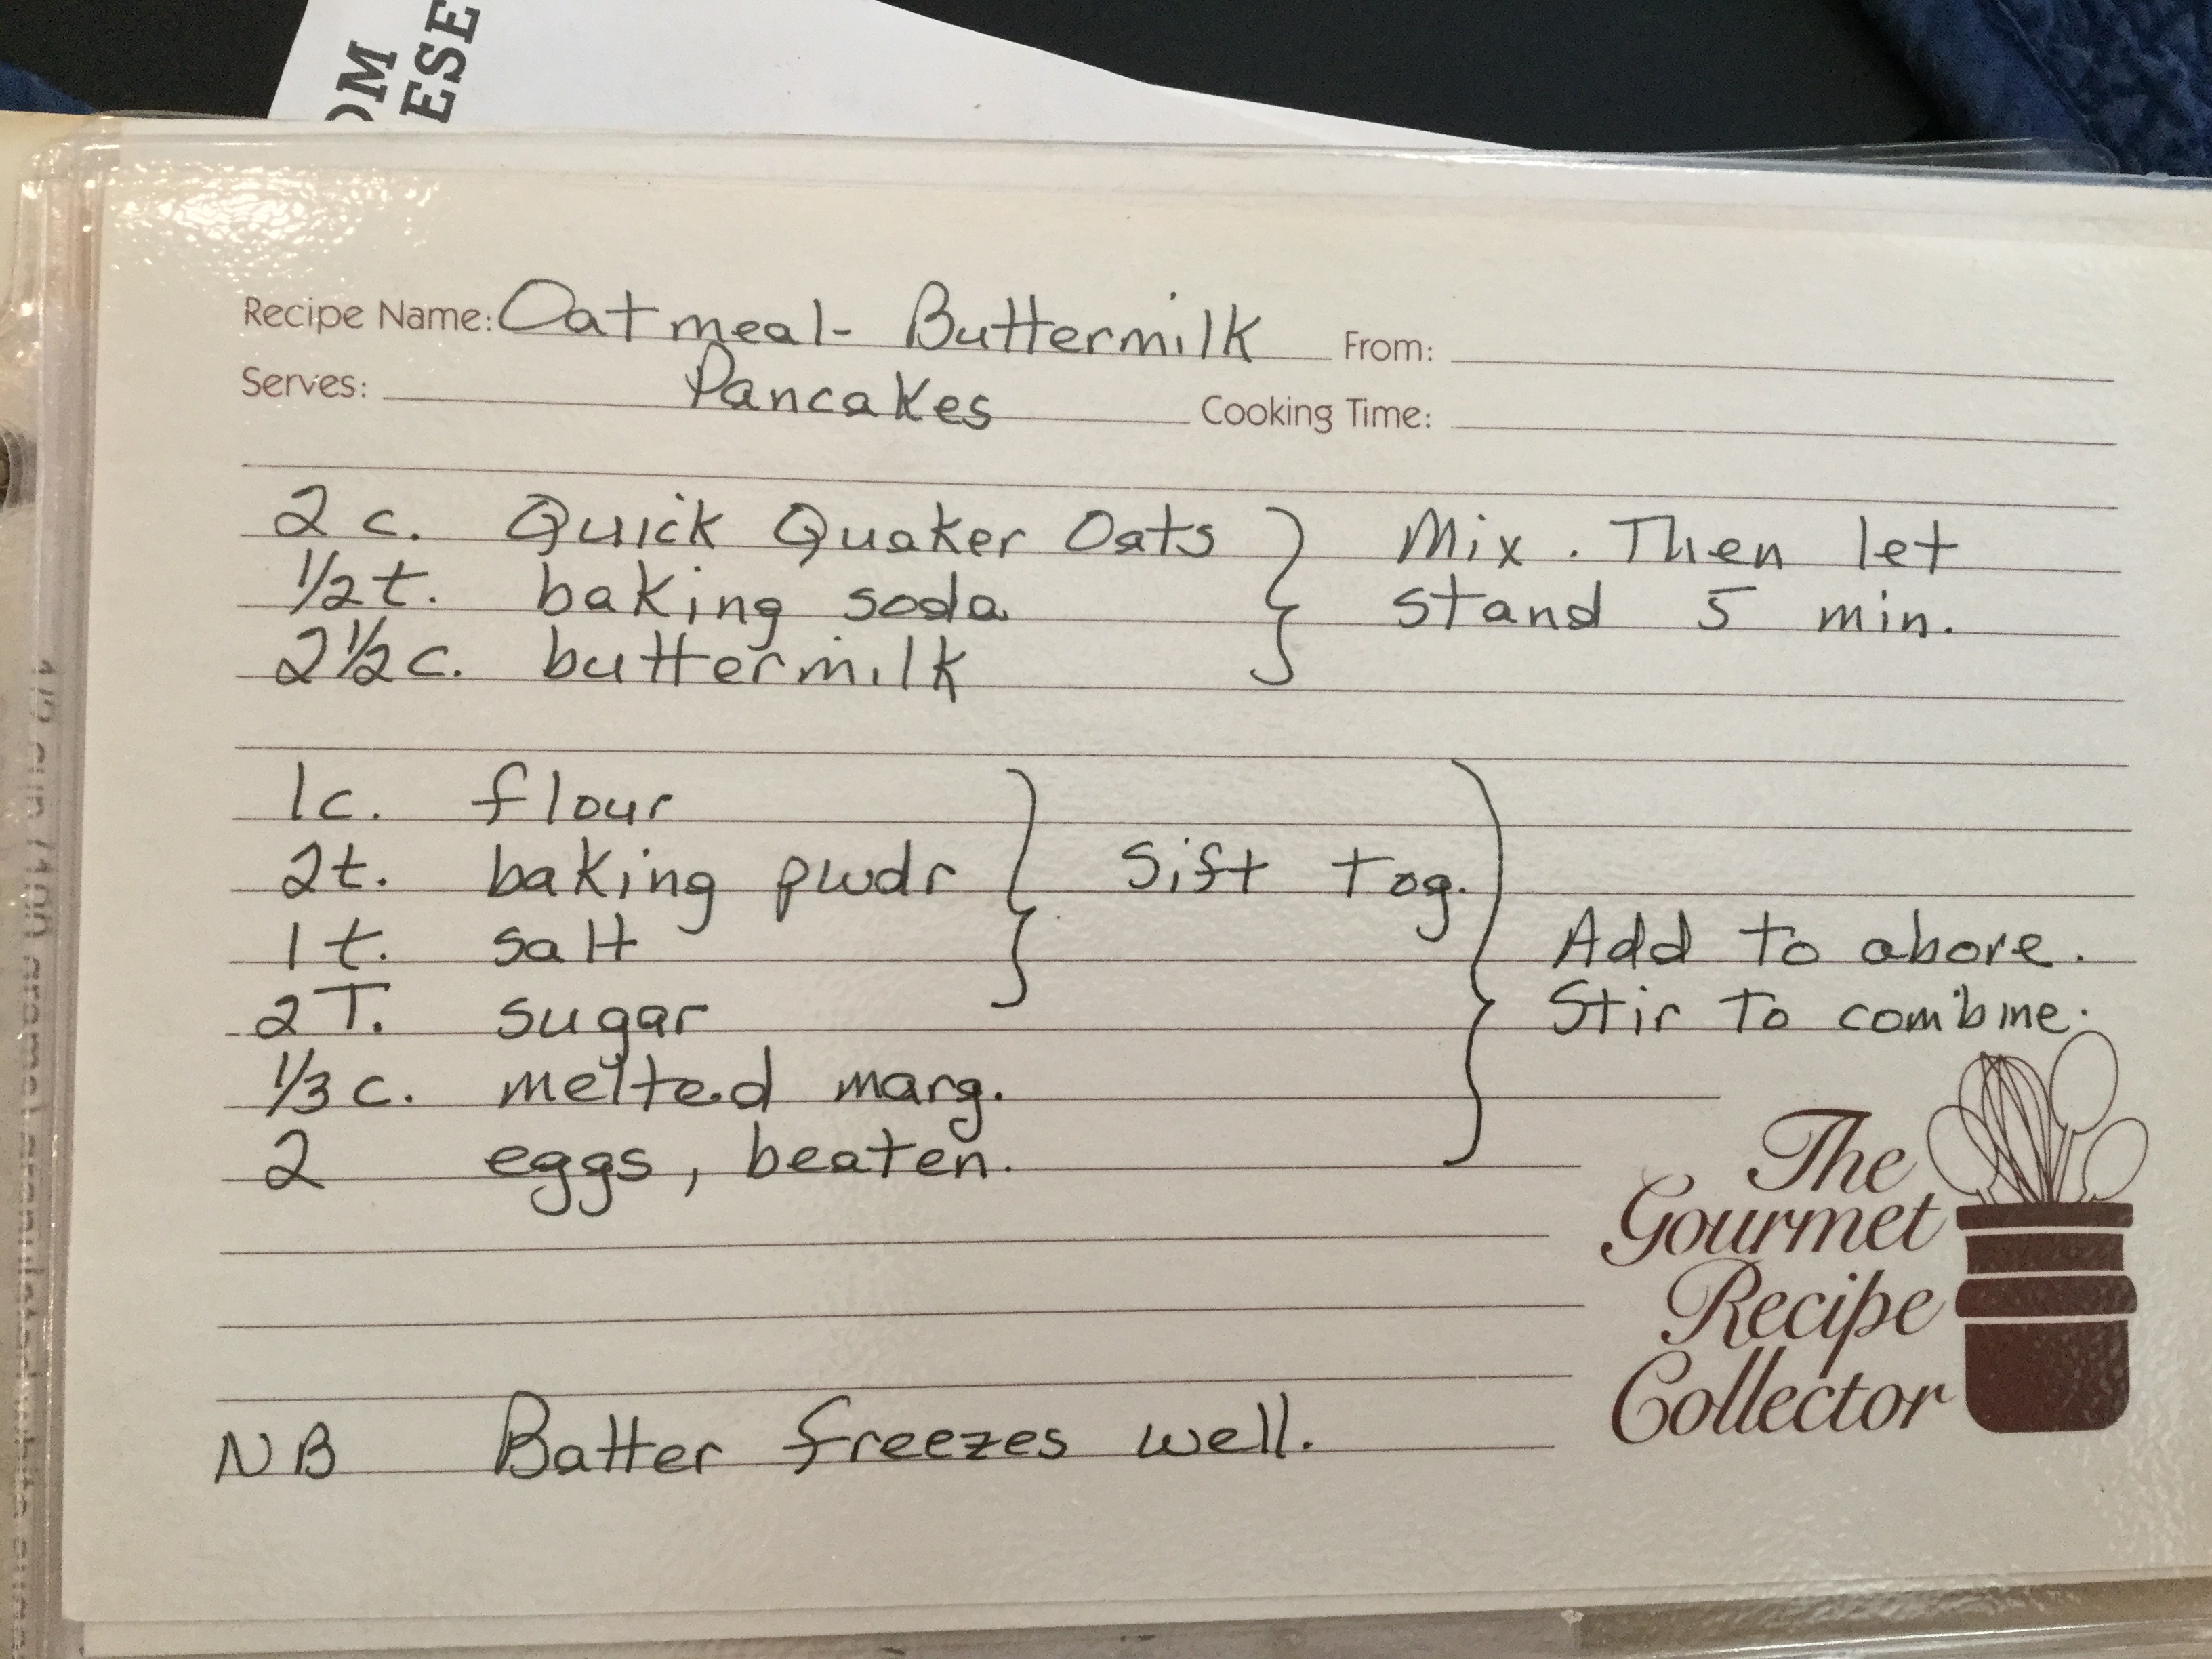 OM
ESE
Recipe Name: Oatmeal- Buttermilk From:
Serves: Pancakes Cooking Time:
2 c. Quick Quaker Oats } Mix. Then let
1/2 t. baking soda stand 5 min.
2 1/2 c. buttermilk
1c. flour
2t. baking pwdr } Sift tog. }
1 t. salt Add to above.
2 T. sugar Stir to combine.
1/3 c. melted marg.
2 eggs, beaten.
The
Gourmet
Recipe
Collector
NB Batter freezes well.